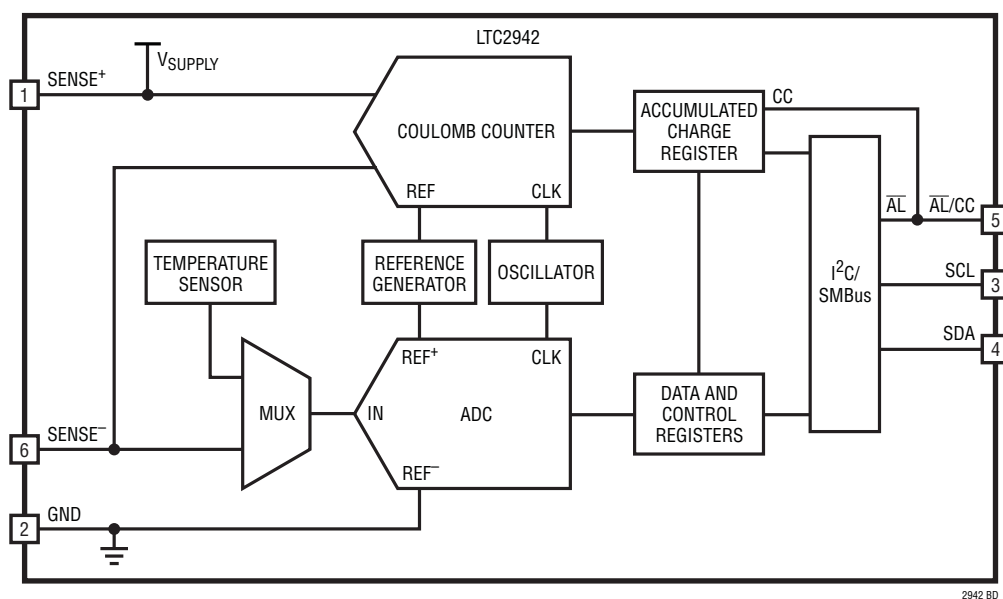 LTC2942
1
SENSE+
VSUPPLY
COULOMB COUNTER
REF
CLK
ACCUMULATED
CHARGE
REGISTER
CC
A̅L̅
A̅L̅/CC
5
TEMPERATURE
SENSOR
REFERENCE
GENERATOR
OSCILLATOR
I2C/
SMBus
SCL
3
SDA
4
REF+
CLK
MUX
IN
ADC
REF–
DATA AND
CONTROL
REGISTERS
6
SENSE–
2
GND
2942 BD